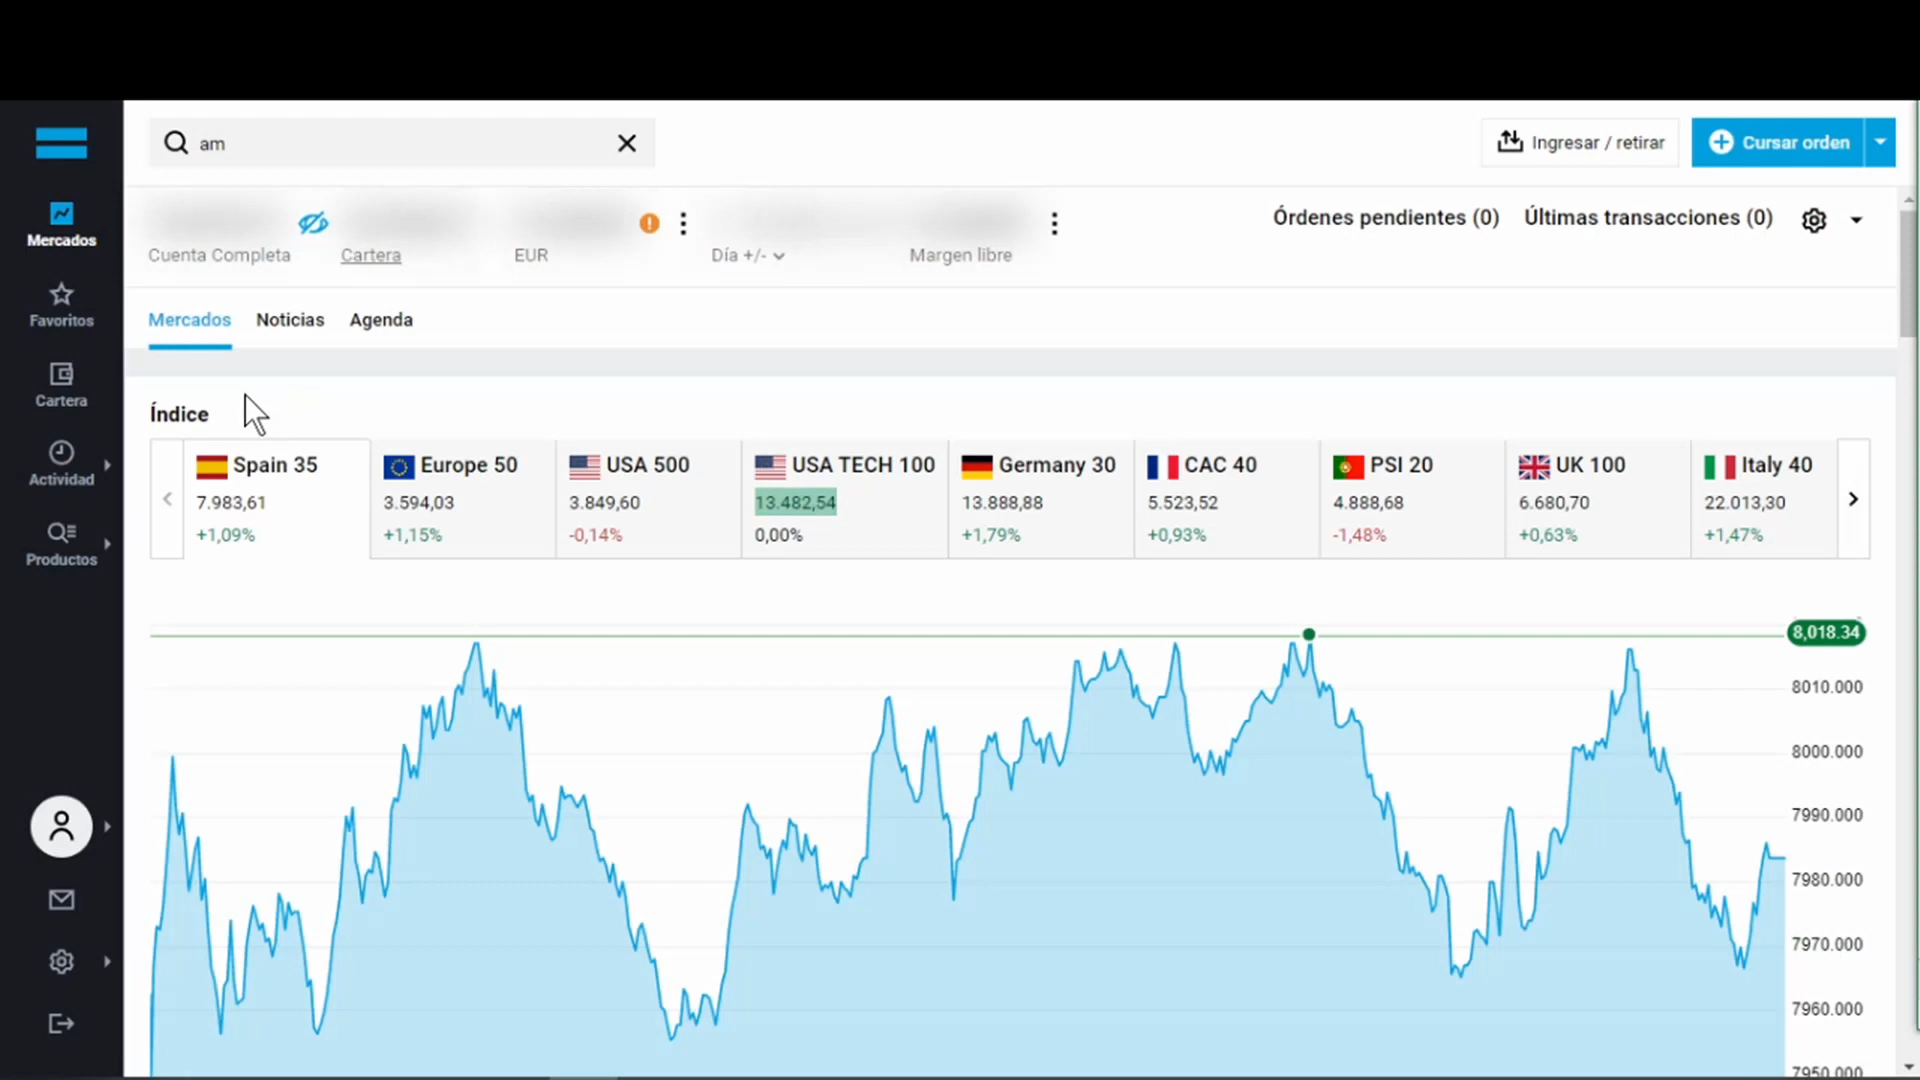 am
Ingresar / retirar
Cursar orden
Mercados
Favoritos
Cartera
Actividad
Productos
Cuenta Completa
Cartera
EUR
Día +/-
Margen libre
Órdenes pendientes (0)
Últimas transacciones (0)
Mercados Noticias Agenda
Índice
Spain 35
7.983,61
+1,09%
Europe 50
3.594,03
+1,15%
USA 500
3.849,60
-0,14%
USA TECH 100
13.482,54
0,00%
Germany 30
13.888,88
+1,79%
CAC 40
5.523,52
+0,93%
PSI 20
4.888,68
-1,48%
UK 100
6.680,70
+0,63%
Italy 40
22.013,30
+1,47%
8,018.34
8010.000
8000.000
7990.000
7980.000
7970.000
7960.000
7950.000